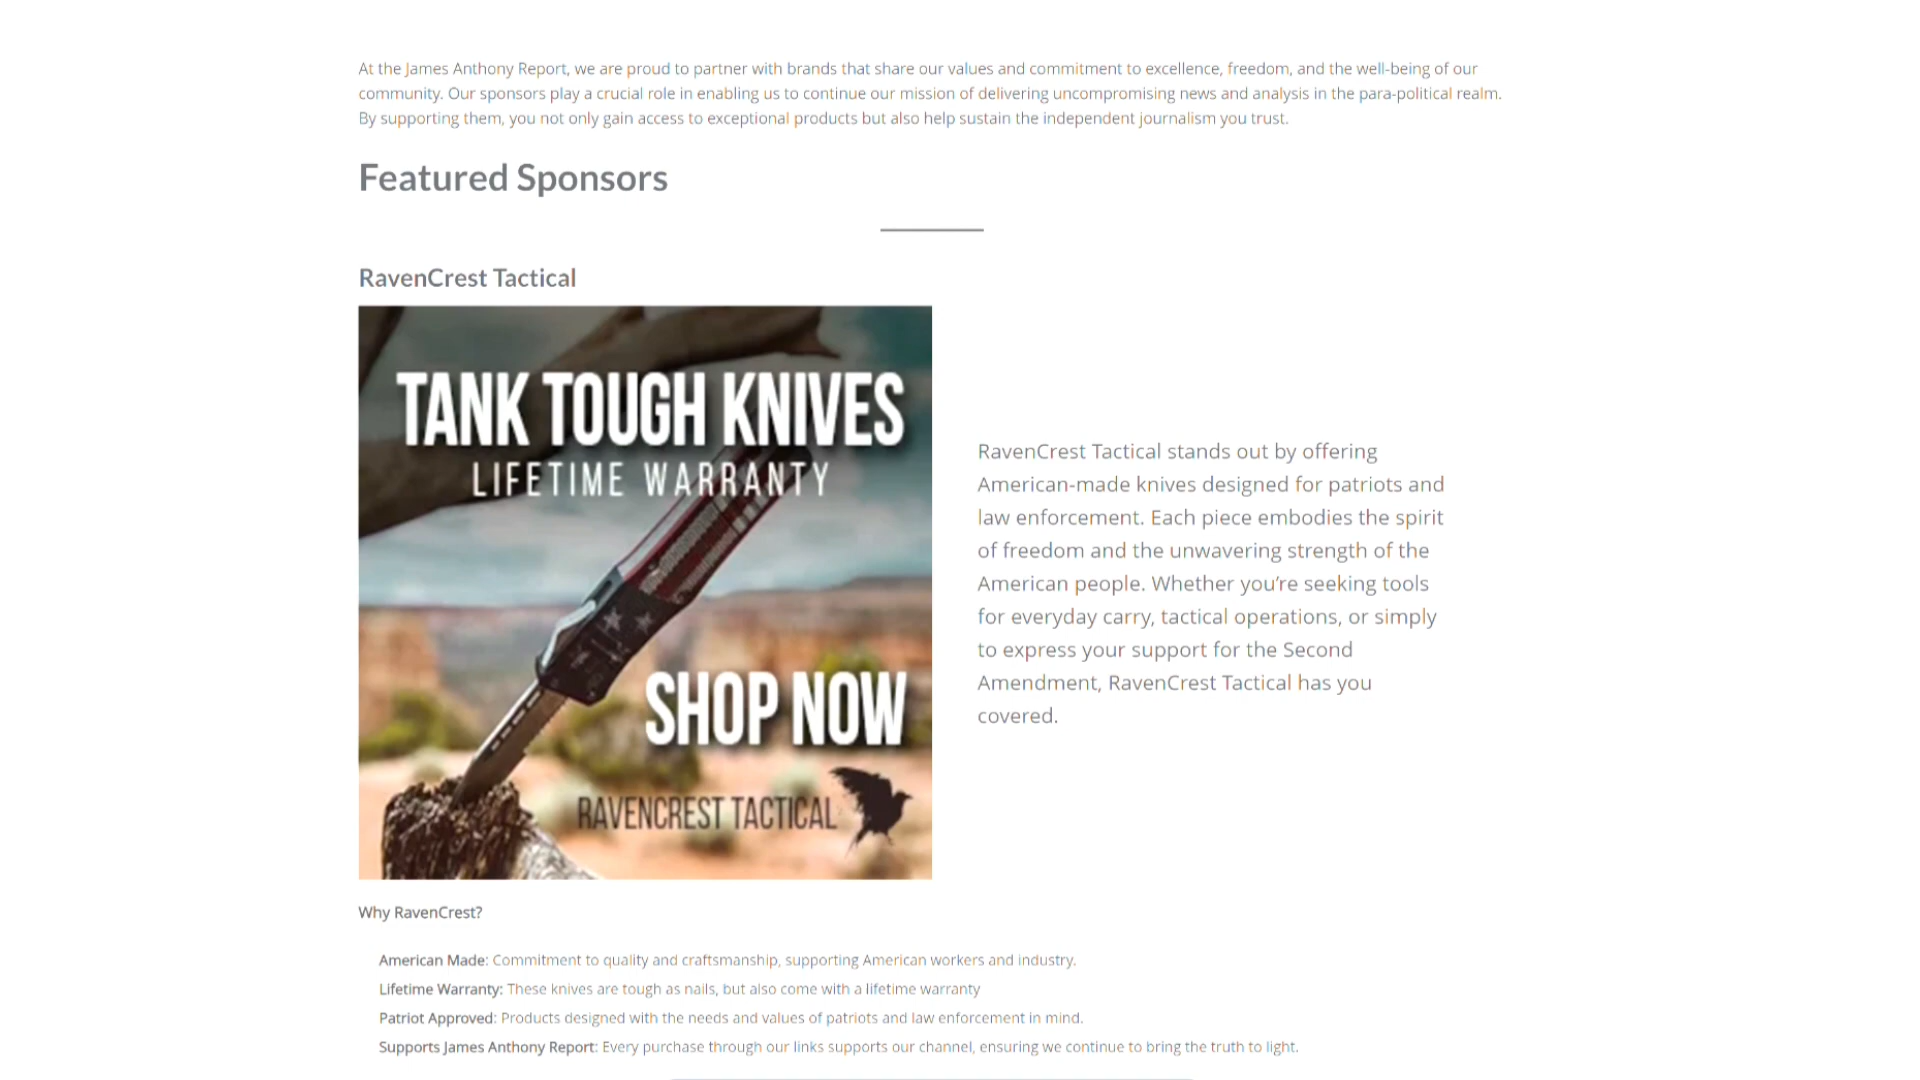 At the James Anthony Report, we are proud to partner with brands that share our values and commitment to excellence, freedom, and the well-being of our
community. Our sponsors play a crucial role in enabling us to continue our mission of delivering uncompromising news and analysis in the para-political realm.
By supporting them, you not only gain access to exceptional products but also help sustain the independent journalism you trust.
Featured Sponsors
RavenCrest Tactical
TANK TOUGH KNIVES
LIFETIME WARRANTY
SHOP NOW
RAVENCREST TACTICAL
RavenCrest Tactical stands out by offering
American-made knives designed for patriots and
law enforcement. Each piece embodies the spirit
of freedom and the unwavering strength of the
American people. Whether you’re seeking tools
for everyday carry, tactical operations, or simply
to express your support for the Second
Amendment, RavenCrest Tactical has you
covered.
Why RavenCrest?
American Made: Commitment to quality and craftsmanship, supporting American workers and industry.
Lifetime Warranty: These knives are tough as nails, but also come with a lifetime warranty
Patriot Approved: Products designed with the needs and values of patriots and law enforcement in mind.
Supports James Anthony Report: Every purchase through our links supports our channel, ensuring we continue to bring the truth to light.